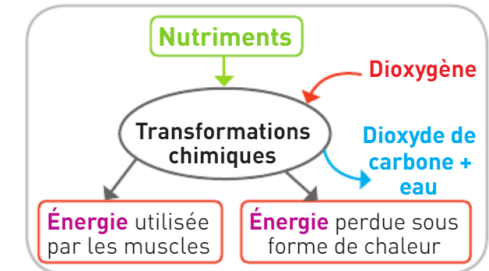 Nutriments
Dioxygène
Transformations
chimiques
Dioxyde de
carbone +
eau
Énergie utilisée
par les muscles
Énergie perdue sous
forme de chaleur